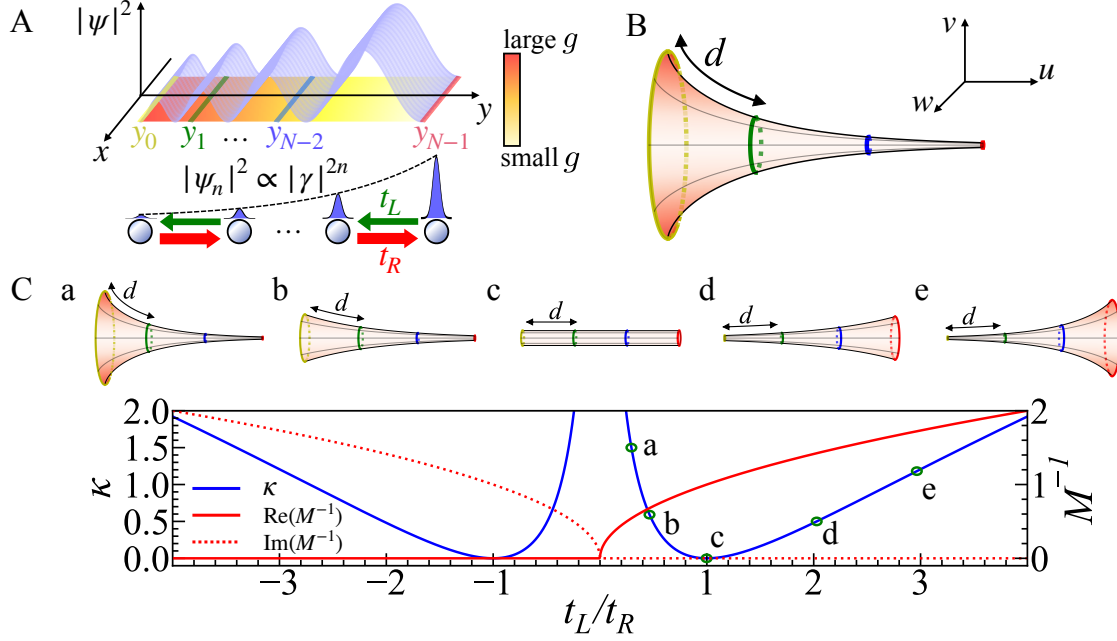 A
|ψ|²
x
y
y₀ y₁ ... y_{N−2} y_{N−1}
large g
small g
|ψₙ|² ∝ |γ|²ⁿ
t_L
...
t_R
B
d
v
u
w
C
a d
b d
c d
d d
e d
κ
2.0
1.5
1.0
0.5
0.0
κ
Re(M⁻¹)
Im(M⁻¹)
a
b
c
d
e
2
1
0
M⁻¹
−3 −2 −1 1 2 3
t_L/t_R